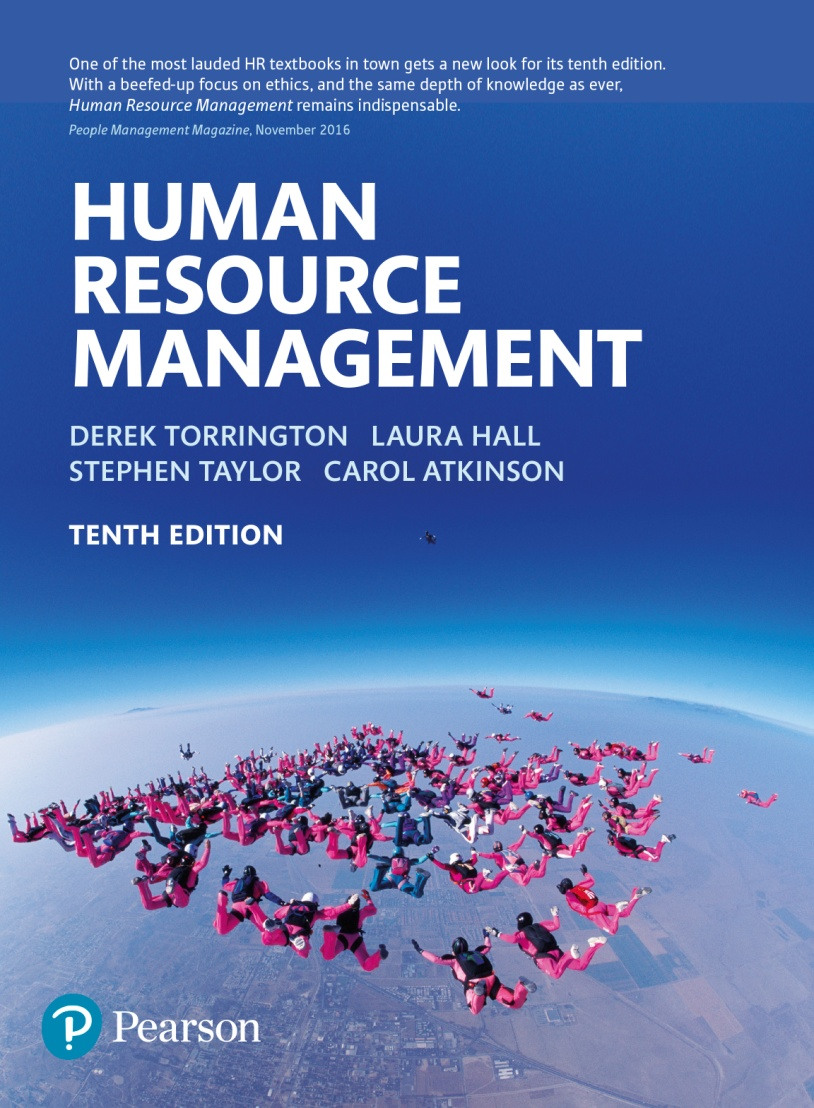 One of the most lauded HR textbooks in town gets a new look for its tenth edition.
With a beefed-up focus on ethics, and the same depth of knowledge as ever,
Human Resource Management remains indispensable.
People Management Magazine, November 2016
HUMAN
RESOURCE
MANAGEMENT
DEREK TORRINGTON LAURA HALL
STEPHEN TAYLOR CAROL ATKINSON
TENTH EDITION
P Pearson